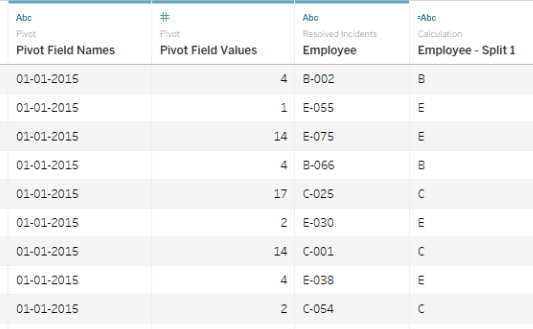 Abc # Abc =Abc
Pivot Pivot Resolved Incidents Calculation
Pivot Field Names Pivot Field Values Employee Employee - Split 1
01-01-2015 4 B-002 B
01-01-2015 1 E-055 E
01-01-2015 14 E-075 E
01-01-2015 4 B-066 B
01-01-2015 17 C-025 C
01-01-2015 2 E-030 E
01-01-2015 14 C-001 C
01-01-2015 4 E-038 E
01-01-2015 2 C-054 C